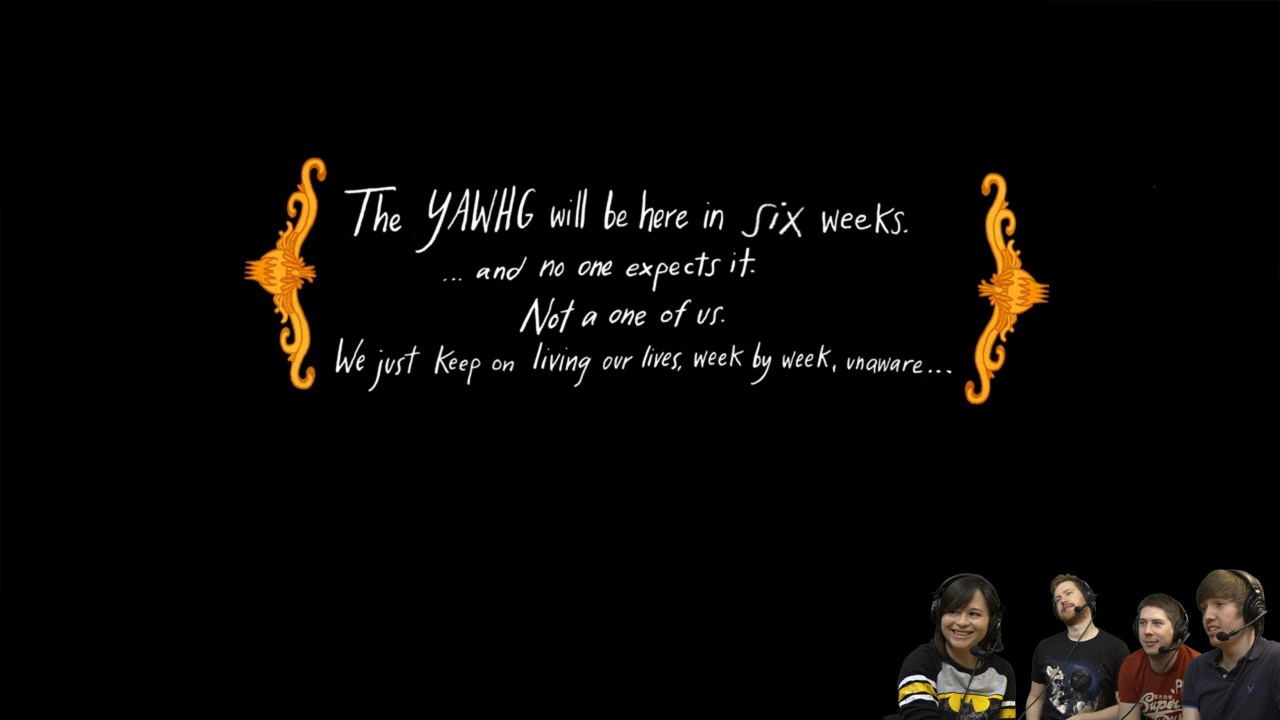 The YAWHG will be here in six weeks.
... and no one expects it.
Not a one of us.
We just keep on living our lives, week by week, unaware...
Super